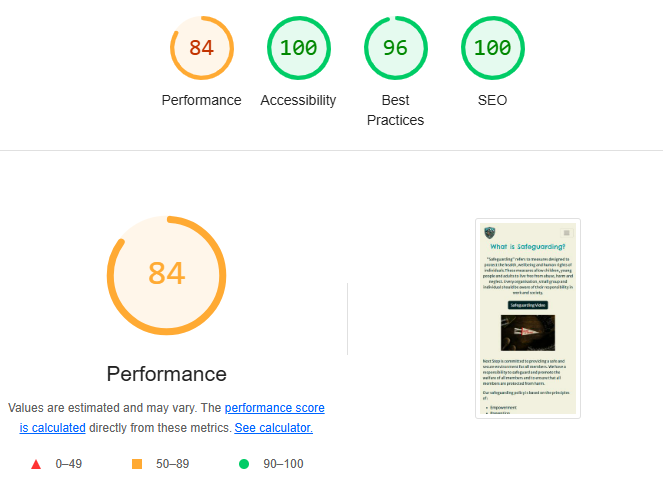 84
100
96
100
Performance
Accessibility
Best
Practices
SEO
84
Performance
Values are estimated and may vary. The performance score
is calculated directly from these metrics. See calculator.
0–49
50–89
90–100
What is Safeguarding?
"Safeguarding" refers to measures designed to
protect the health, wellbeing and human rights of
individuals. These measures allow children, young
people and adults to live free from abuse, harm and
neglect. Every organisation, small group and
individual should be aware of their responsibility in
work and society.
Safeguarding Video
Next Step is committed to providing a safe and
secure environment for all members. We have a
responsibility to safeguard and promote the
welfare of all members and to ensure that all
members are protected from harm.
Our safeguarding policy is based on the principles
of:
Empowerment